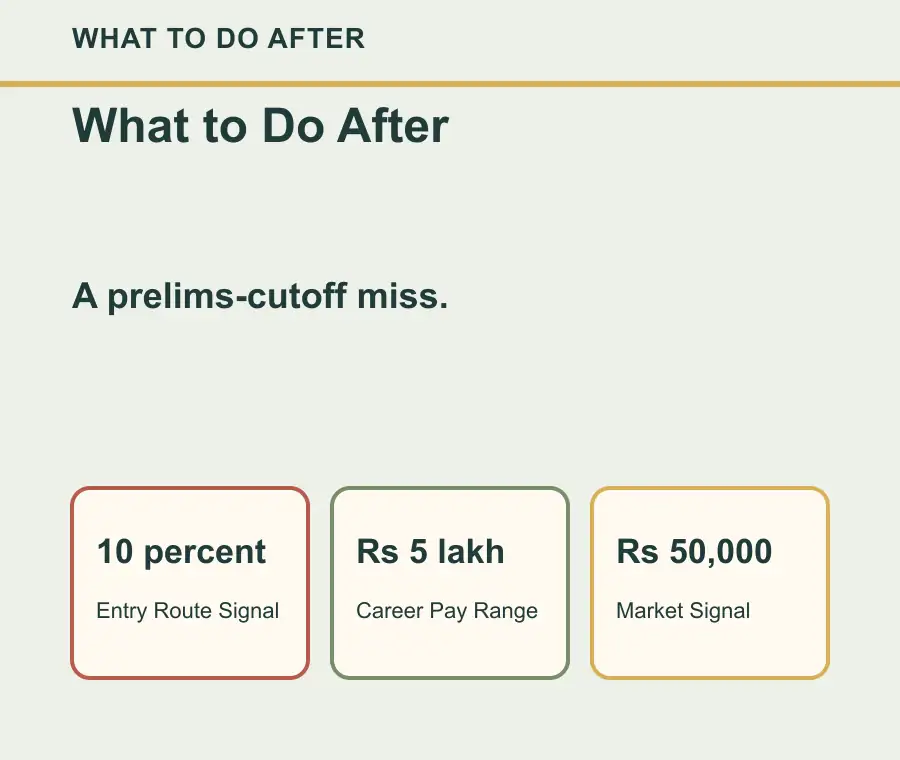 WHAT TO DO AFTER
What to Do After
A prelims-cutoff miss.
10 percent
Entry Route Signal
Rs 5 lakh
Career Pay Range
Rs 50,000
Market Signal